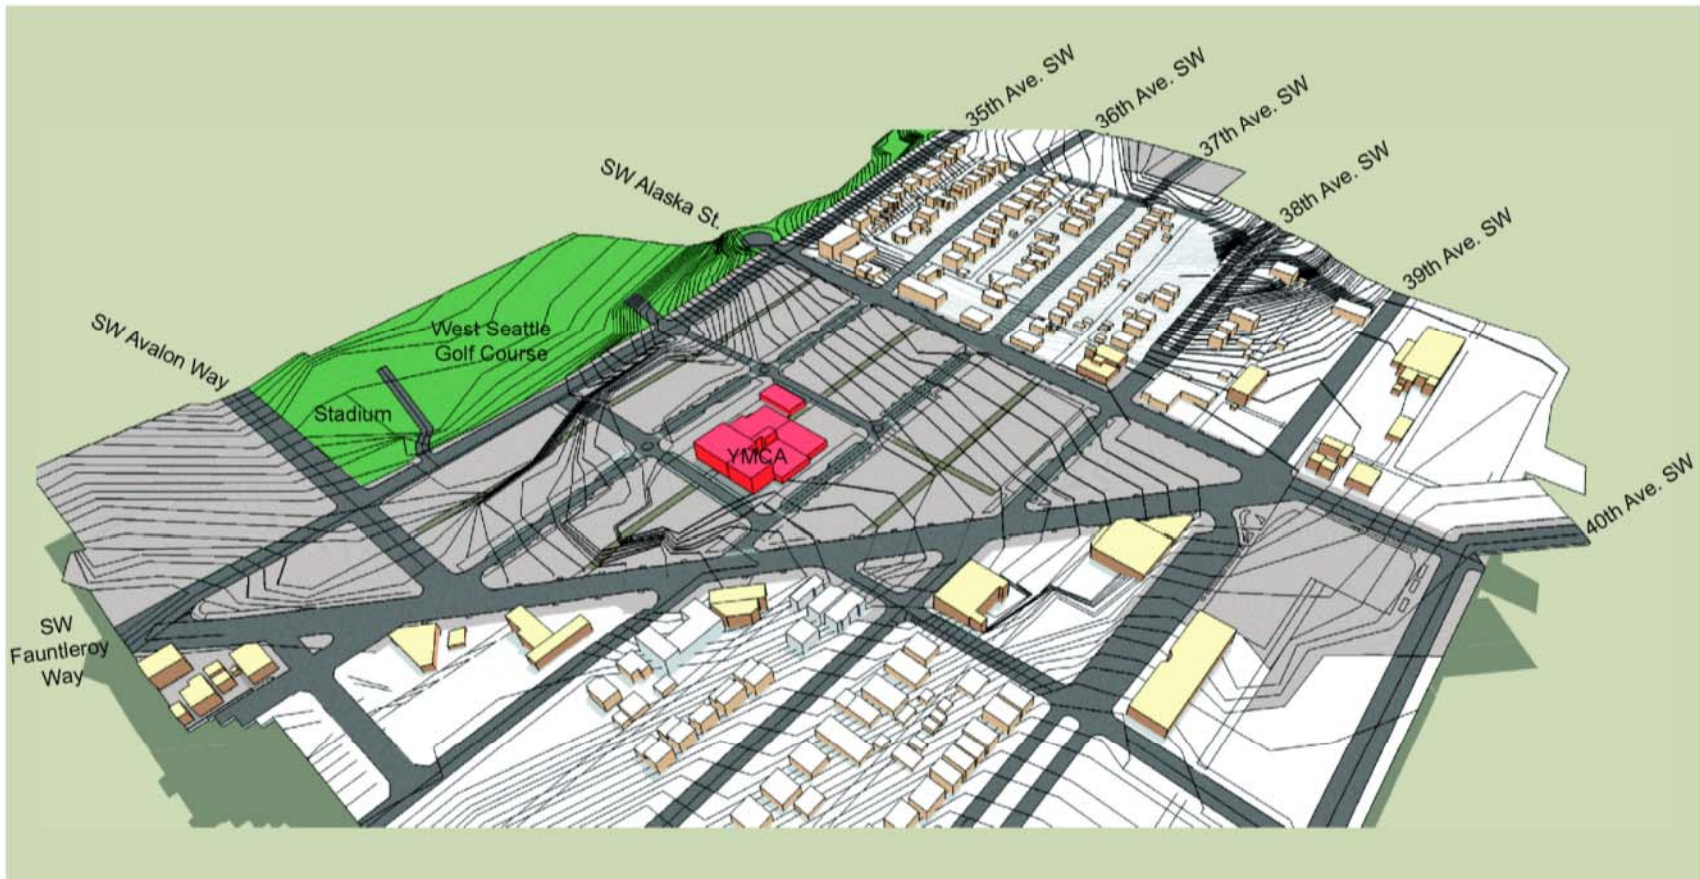 35th Ave. SW
36th Ave. SW
37th Ave. SW
38th Ave. SW
39th Ave. SW
40th Ave. SW
SW Alaska St.
SW Avalon Way
West Seattle
Golf Course
Stadium
YMCA
SW
Fauntleroy
Way